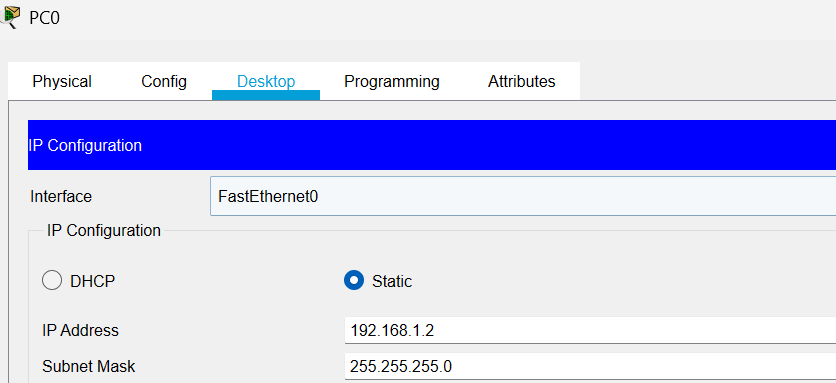 PC0
Physical Config Desktop Programming Attributes
IP Configuration
Interface FastEthernet0
IP Configuration
DHCP Static
IP Address 192.168.1.2
Subnet Mask 255.255.255.0